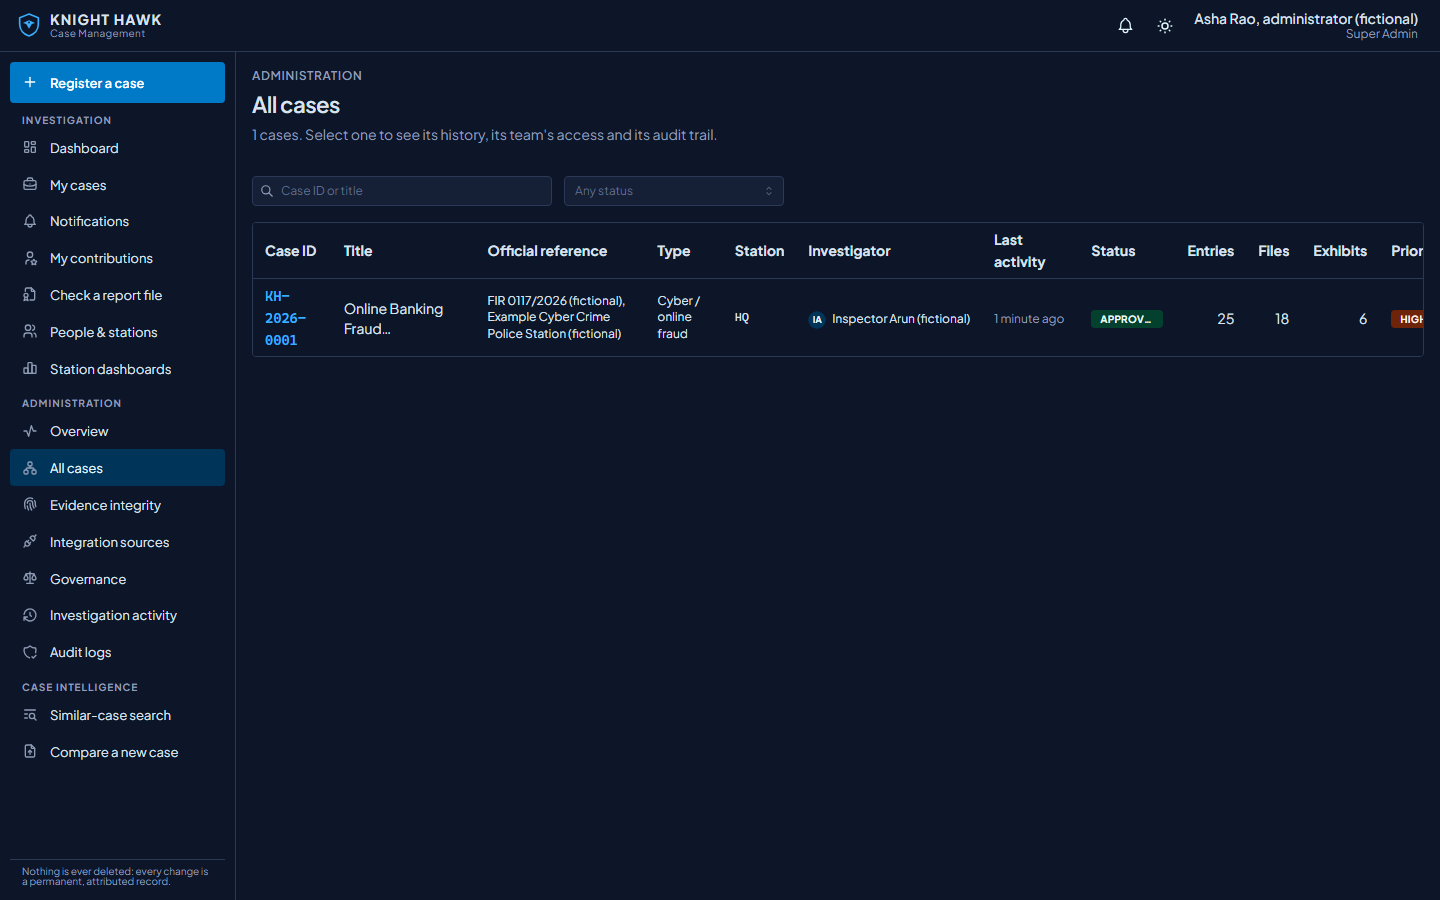 KNIGHT HAWK
Case Management
Asha Rao, administrator (fictional)
Super Admin
Register a case
INVESTIGATION
Dashboard
My cases
Notifications
My contributions
Check a report file
People & stations
Station dashboards
ADMINISTRATION
Overview
All cases
Evidence integrity
Integration sources
Governance
Investigation activity
Audit logs
CASE INTELLIGENCE
Similar-case search
Compare a new case
Nothing is ever deleted: every change is
a permanent, attributed record.
ADMINISTRATION
All cases
1 cases. Select one to see its history, its team's access and its audit trail.
Case ID or title
Any status
Case ID Title Official reference Type Station Investigator Last activity Status Entries Files Exhibits Prior
KH-
2026-
0001
Online Banking
Fraud...
FIR 0117/2026 (fictional),
Example Cyber Crime
Police Station (fictional)
Cyber /
online
fraud
HQ
IA Inspector Arun (fictional)
1 minute ago
APPROV...
25
18
6
HIGH